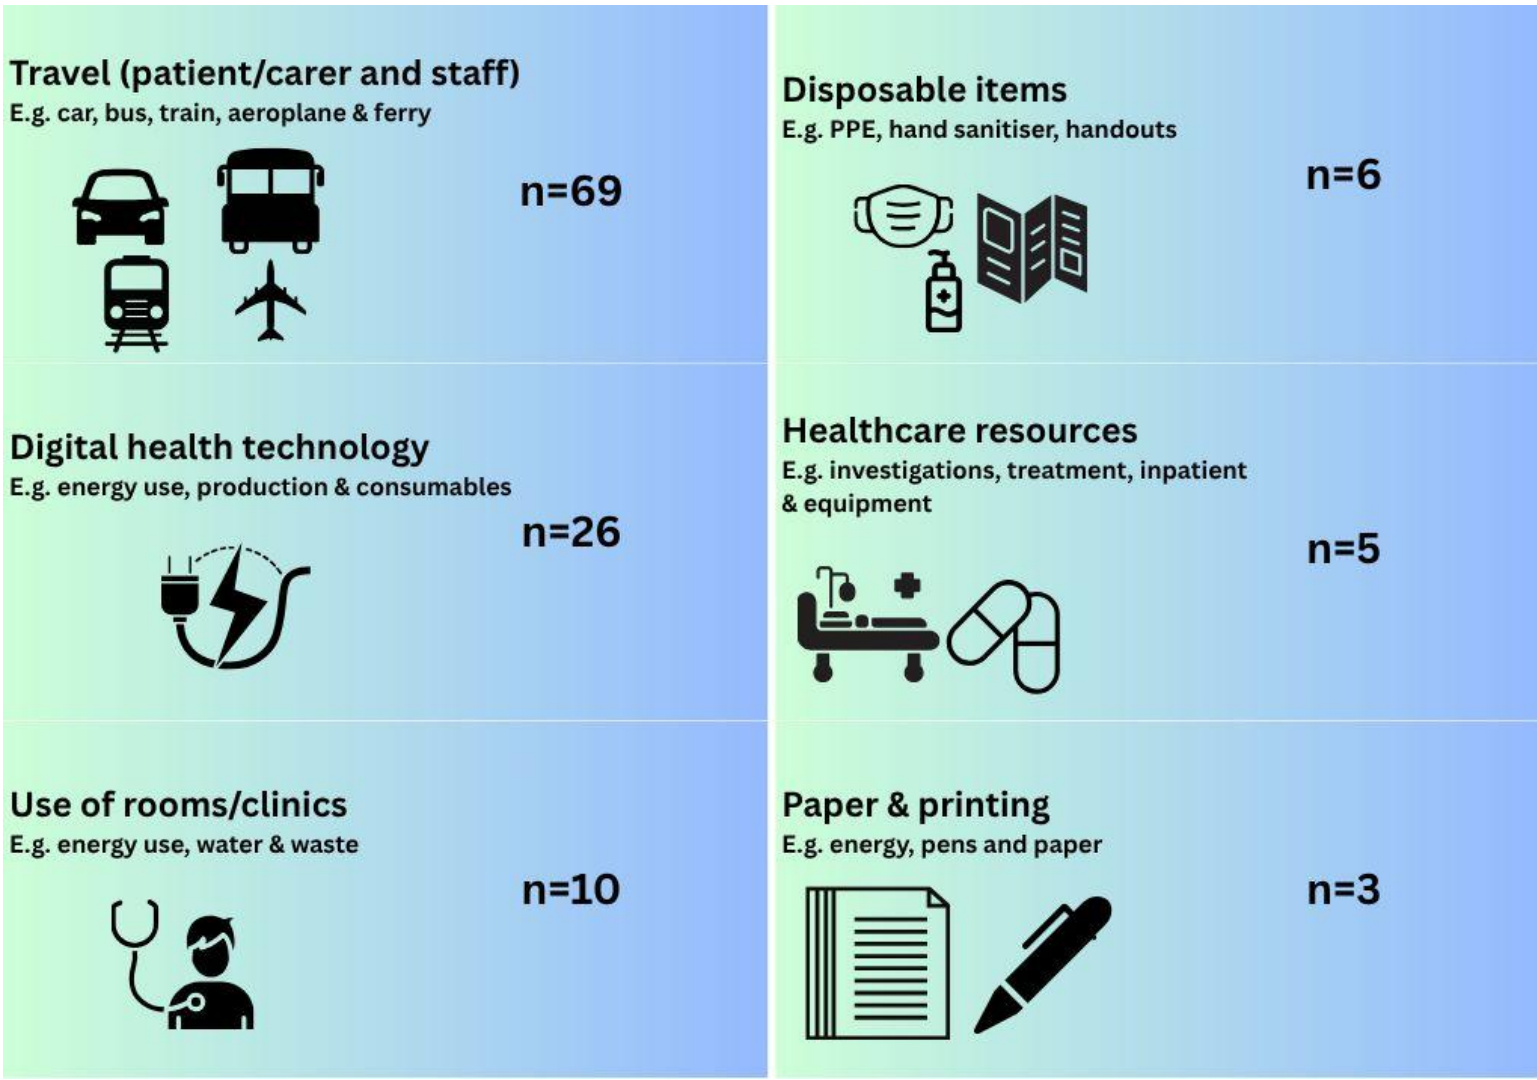 Travel (patient/carer and staff)
E.g. car, bus, train, aeroplane & ferry
n=69
Digital health technology
E.g. energy use, production & consumables
n=26
Use of rooms/clinics
E.g. energy use, water & waste
n=10
Disposable items
E.g. PPE, hand sanitiser, handouts
n=6
Healthcare resources
E.g. investigations, treatment, inpatient
& equipment
n=5
Paper & printing
E.g. energy, pens and paper
n=3